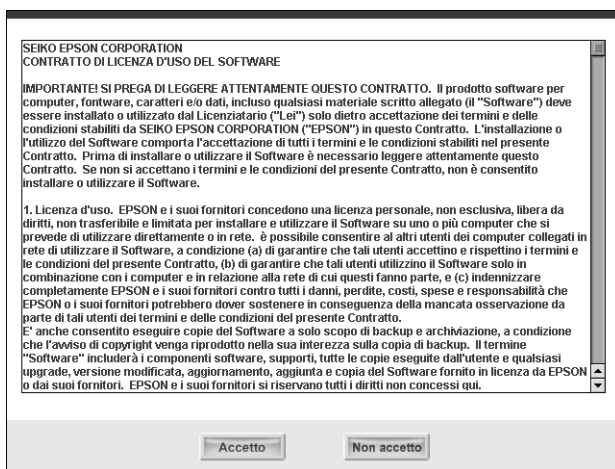 SEIKO EPSON CORPORATION
CONTRATTO DI LICENZA D'USO DEL SOFTWARE
IMPORTANTE! SI PREGA DI LEGGERE ATTENTAMENTE QUESTO CONTRATTO. Il prodotto software per
computer, fontware, caratteri e/o dati, incluso qualsiasi materiale scritto allegato (il "Software") deve
essere installato o utilizzato dal Licenziatario ("Lei") solo dietro accettazione dei termini e delle
condizioni stabiliti da SEIKO EPSON CORPORATION ("EPSON") in questo Contratto. L'installazione o
l'utilizzo del Software comporta l'accettazione di tutti i termini e le condizioni stabiliti nel presente
Contratto. Prima di installare o utilizzare il Software è necessario leggere attentamente questo
Contratto. Se non si accettano i termini e le condizioni del presente Contratto, non è consentito
installare o utilizzare il Software.
1. Licenza d'uso. EPSON e i suoi fornitori concedono una licenza personale, non esclusiva, libera da
diritti, non trasferibile e limitata per installare e utilizzare il Software su uno o più computer che si
prevede di utilizzare direttamente o in rete. è possibile consentire al altri utenti dei computer collegati in
rete di utilizzare il Software, a condizione (a) di garantire che tali utenti accettino e rispettino i termini e
le condizioni del presente Contratto, (b) di garantire che tali utenti utilizzino il Software solo in
combinazione con i computer e in relazione alla rete di cui questi fanno parte, e (c) indennizzare
completamente EPSON e i suoi fornitori contro tutti i danni, perdite, costi, spese e responsabilità che
EPSON o i suoi fornitori potrebbero dover sostenere in conseguenza della mancata osservazione da
parte di tali utenti dei termini e delle condizioni del presente Contratto.
E' anche consentito eseguire copie del Software a solo scopo di backup e archiviazione, a condizione
che l'avviso di copyright venga riprodotto nella sua interezza sulla copia di backup. Il termine
"Software" includerà i componenti software, supporti, tutte le copie eseguite dall'utente e qualsiasi
upgrade, versione modificata, aggiornamento, aggiunta e copia del Software fornito in licenza da EPSON
o dai suoi fornitori. EPSON e i suoi fornitori si riservano tutti i diritti non concessi qui.
Accetto
Non accetto